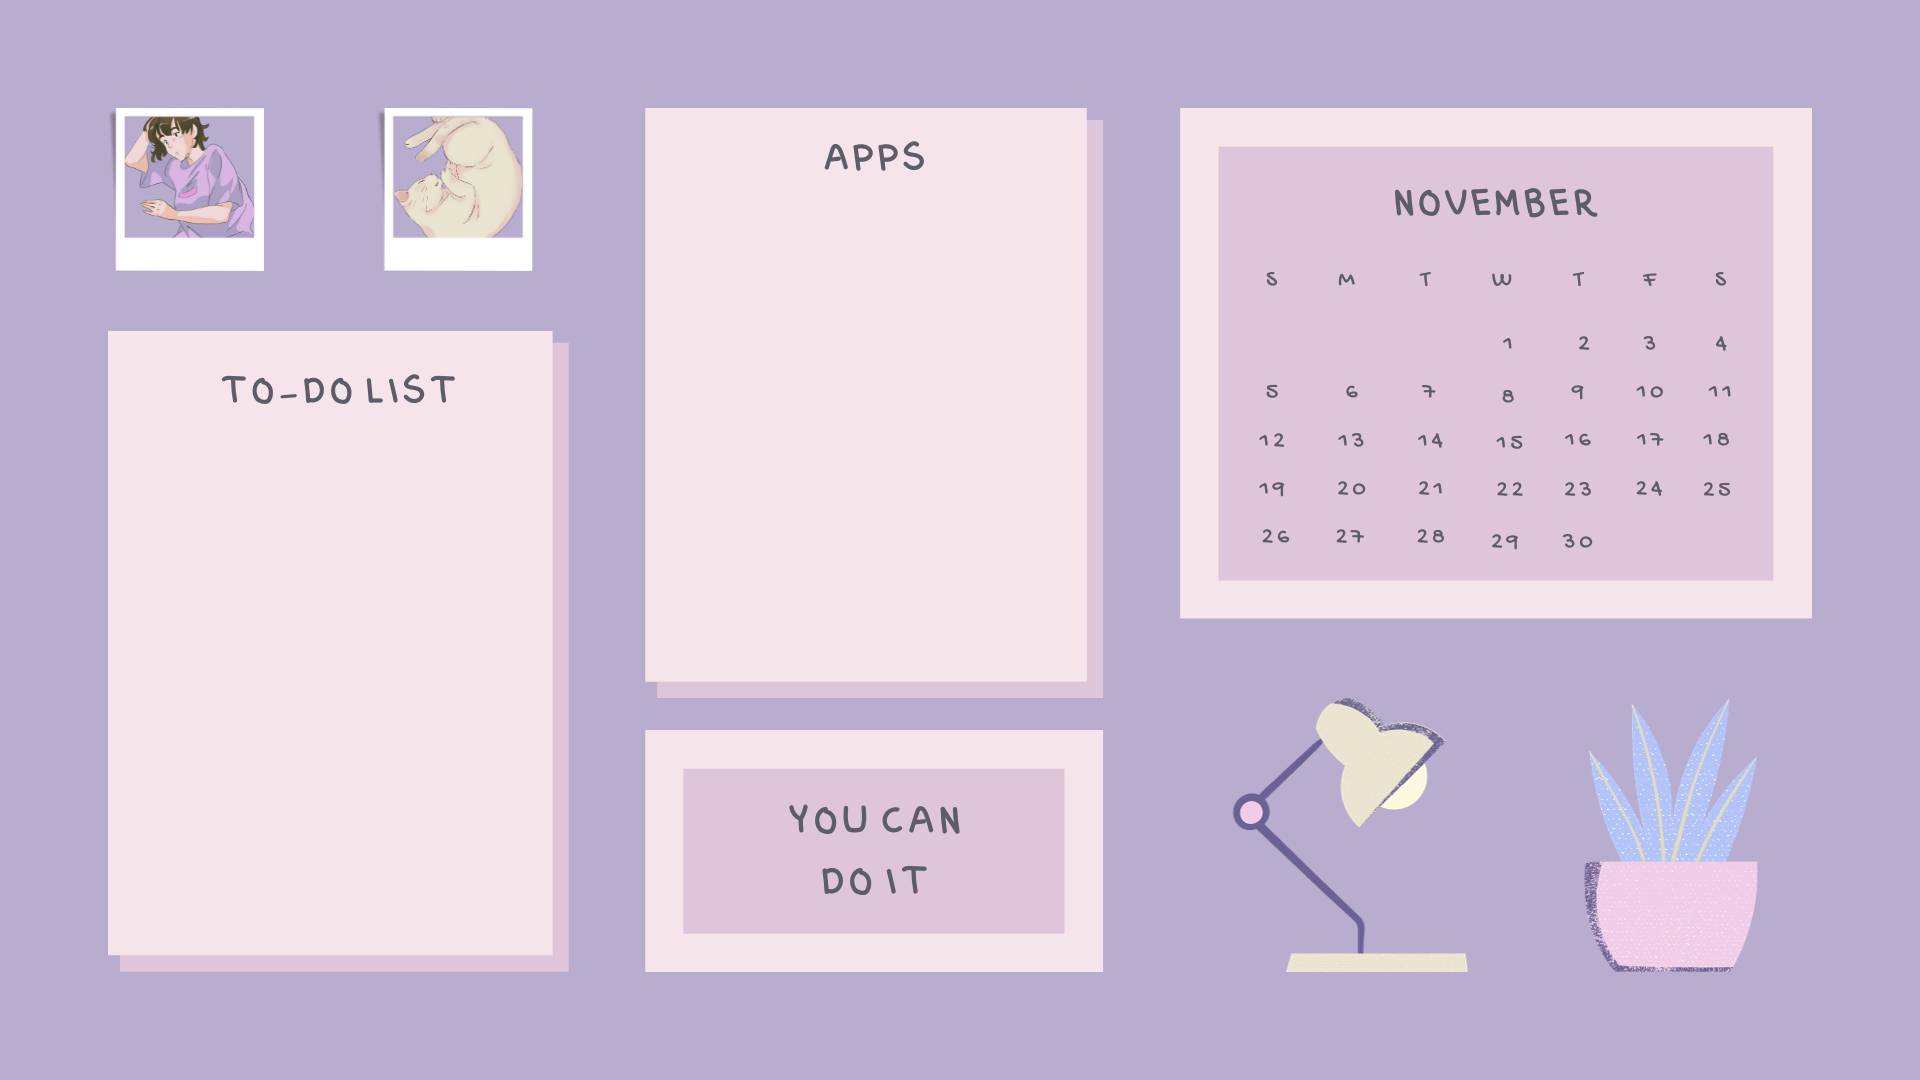 TO-DO LIST
APPS
YOU CAN
DO IT
NOVEMBER
S M T W T F S
1 2 3 4
5 6 7 8 9 10 11
12 13 14 15 16 17 18
19 20 21 22 23 24 25
26 27 28 29 30